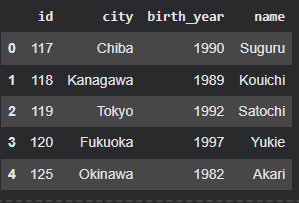 id city birth_year name
0 117 Chiba 1990 Suguru
1 118 Kanagawa 1989 Kouichi
2 119 Tokyo 1992 Satochi
3 120 Fukuoka 1997 Yukie
4 125 Okinawa 1982 Akari